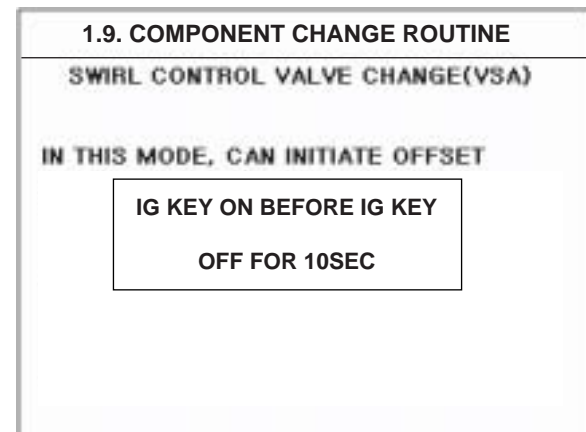 1.9. COMPONENT CHANGE ROUTINE
SWIRL CONTROL VALVE CHANGE(VSA)
IN THIS MODE, CAN INITIATE OFFSET
IG KEY ON BEFORE IG KEY
OFF FOR 10SEC